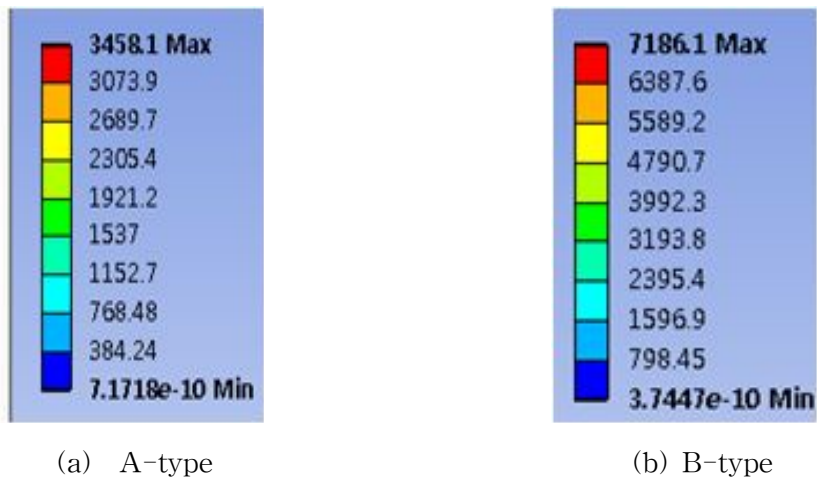 3458.1 Max
3073.9
2689.7
2305.4
1921.2
1537
1152.7
768.48
384.24
7.1718e-10 Min
(a) A-type
7186.1 Max
6387.6
5589.2
4790.7
3992.3
3193.8
2395.4
1596.9
798.45
3.7447e-10 Min
(b) B-type